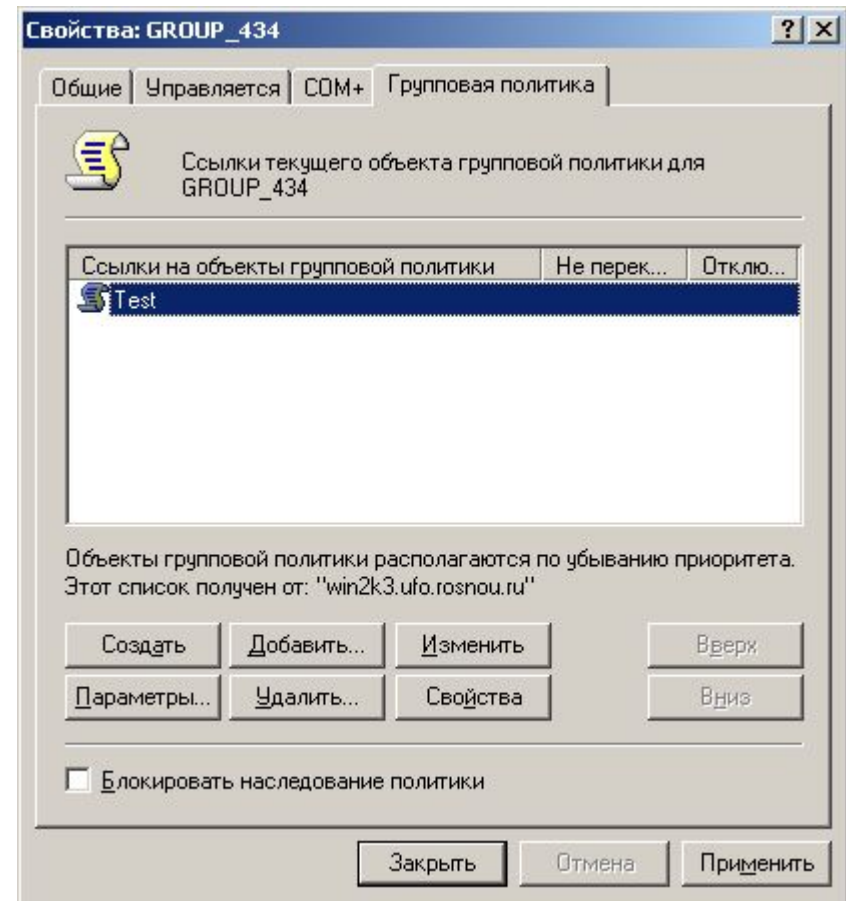 Свойства: GROUP_434
Общие Управляется COM+ Групповая политика
Ссылки текущего объекта групповой политики для
GROUP_434
Ссылки на объекты групповой политики Не перек... Отклю...
Test
Объекты групповой политики располагаются по убыванию приоритета.
Этот список получен от: "win2k3.ufo.rosnou.ru"
Создать Добавить... Изменить Вверх
Параметры... Удалить... Свойства Вниз
Блокировать наследование политики
Закрыть Отмена Применить